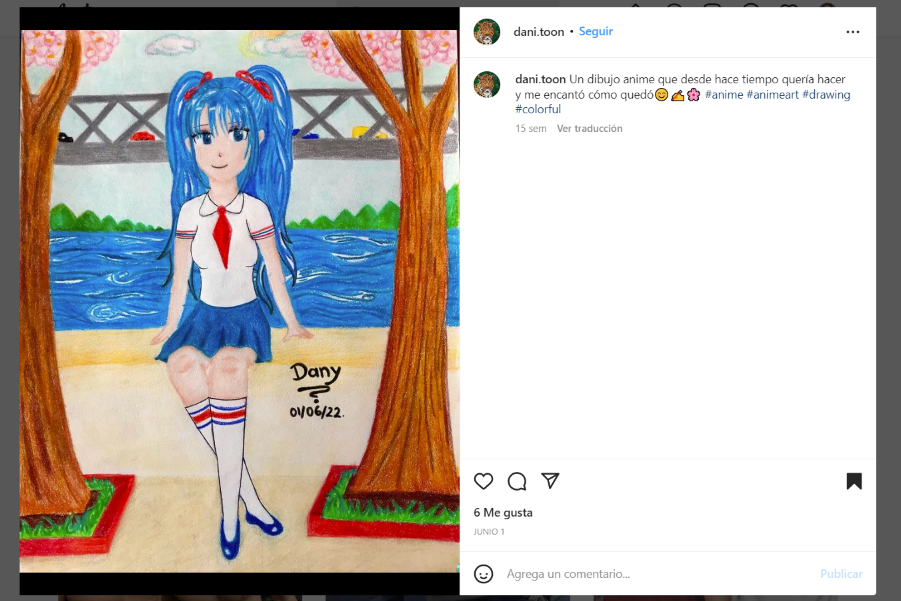 dani.toon • Seguir
dani.toon Un dibujo anime que desde hace tiempo quería hacer
y me encantó cómo quedó😊✍️🌸 #anime #animeart #drawing
#colorful
15 sem Ver traducción
Dany
01/06/22.
6 Me gusta
JUNIO 1
Agrega un comentario... Publicar